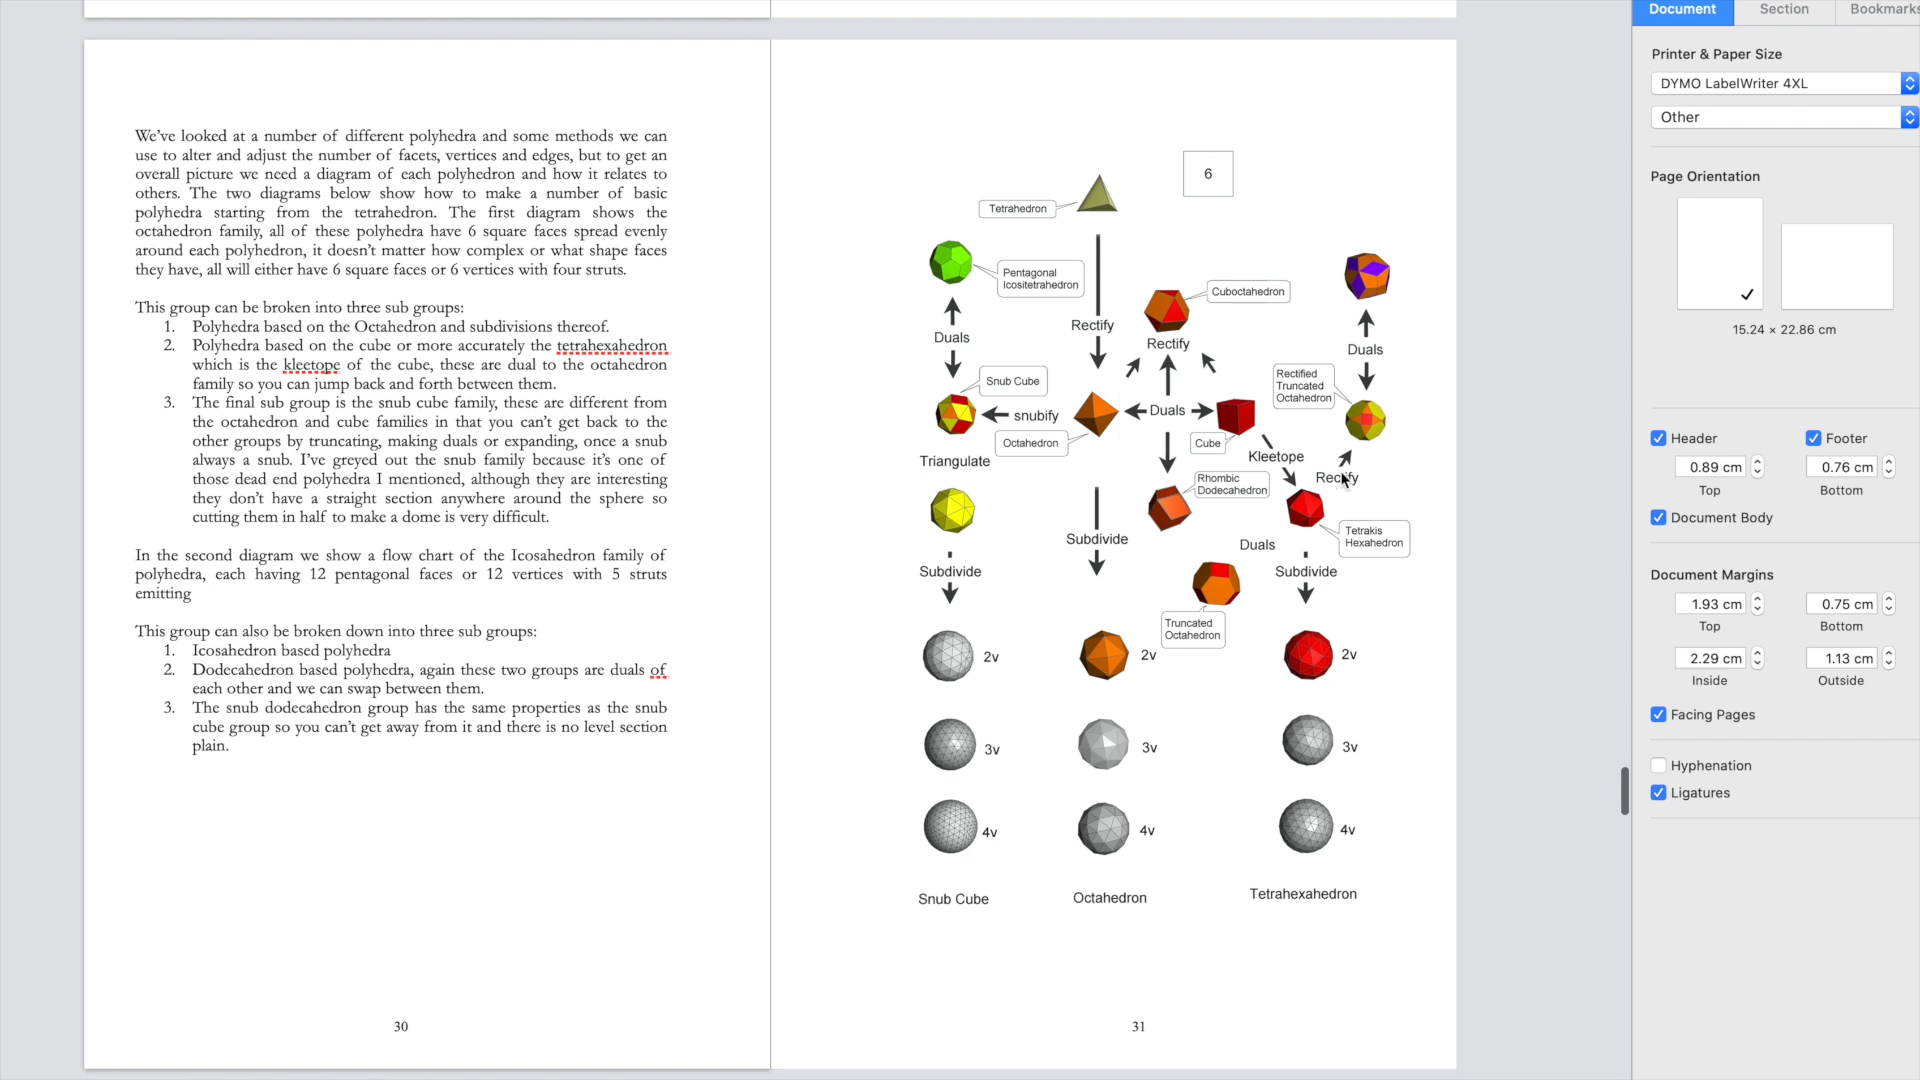 We've looked at a number of different polyhedra and some methods we can
use to alter and adjust the number of facets, vertices and edges, but to get an
overall picture we need a diagram of each polyhedron and how it relates to
others. The two diagrams below show how to make a number of basic
polyhedra starting from the tetrahedron. The first diagram shows the
octahedron family, all of these polyhedra have 6 square faces spread evenly
around each polyhedron, it doesn't matter how complex or what shape faces
they have, all will either have 6 square faces or 6 vertices with four struts.
This group can be broken into three sub groups:
1. Polyhedra based on the Octahedron and subdivisions thereof.
2. Polyhedra based on the cube or more accurately the tetrahexahedron
which is the kleetope of the cube, these are dual to the octahedron
family so you can jump back and forth between them.
3. The final sub group is the snub cube family, these are different from
the octahedron and cube families in that you can't get back to the
other groups by truncating, making duals or expanding, once a snub
always a snub. I've greyed out the snub family because it's one of
those dead end polyhedra I mentioned, although they are interesting
they don't have a straight section anywhere around the sphere so
cutting them in half to make a dome is very difficult.
In the second diagram we show a flow chart of the Icosahedron family of
polyhedra, each having 12 pentagonal faces or 12 vertices with 5 struts
emitting
This group can also be broken down into three sub groups:
1. Icosahedron based polyhedra
2. Dodecahedron based polyhedra, again these two groups are duals of
each other and we can swap between them.
3. The snub dodecahedron group has the same properties as the snub
cube group so you can't get away from it and there is no level section
plain.
30
6
Tetrahedron
Pentagonal
Icositetrahedron
Cuboctahedron
Rectify
Duals
Rectify
Duals
Snub Cube
Rectified
Truncated
Octahedron
snubify
Duals
Octahedron
Cube
Triangulate
Kleetope
Rectify
Rhombic
Dodecahedron
Tetrakis
Hexahedron
Subdivide
Duals
Subdivide
Subdivide
Truncated
Octahedron
2v
2v
2v
3v
3v
3v
4v
4v
4v
Snub Cube
Octahedron
Tetrahexahedron
31
Document
Section
Bookmarks
Printer & Paper Size
DYMO LabelWriter 4XL
Other
Page Orientation
15.24 × 22.86 cm
Header
Footer
0.89 cm
0.76 cm
Top
Bottom
Document Body
Document Margins
1.93 cm
0.75 cm
Top
Bottom
2.29 cm
1.13 cm
Inside
Outside
Facing Pages
Hyphenation
Ligatures